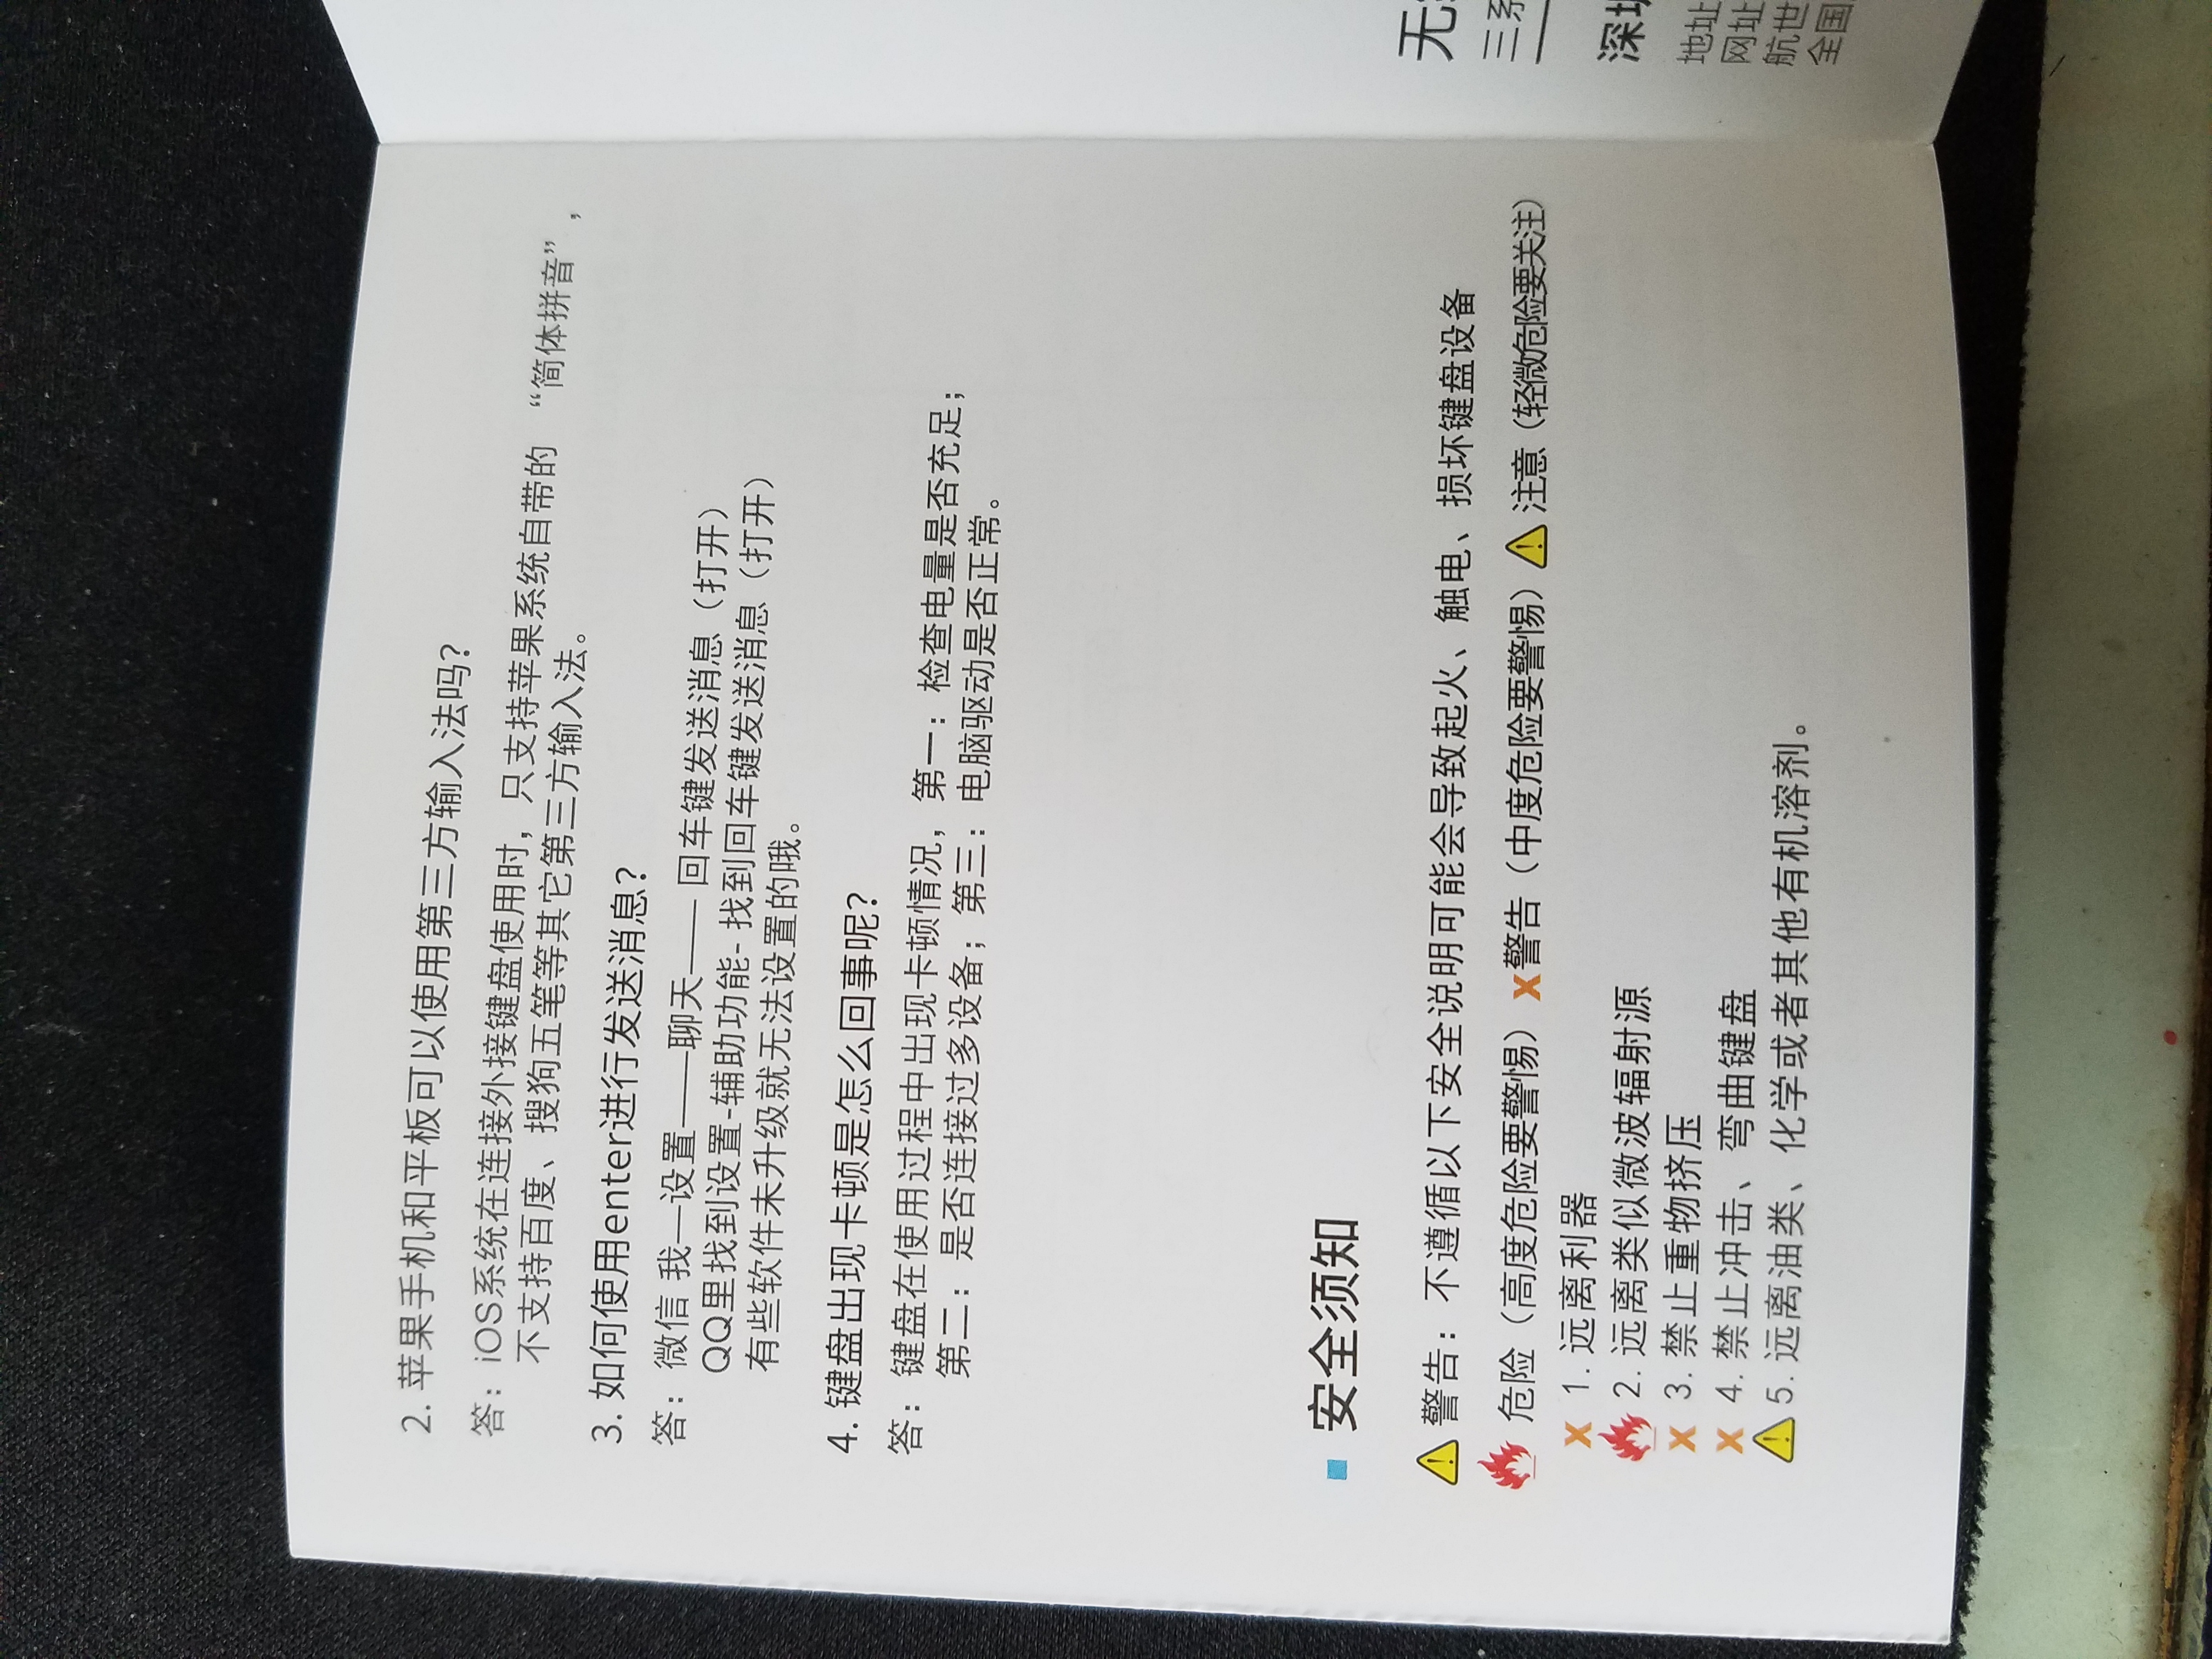 2. 苹果手机和平板可以使用第三方输入法吗？
答：iOS系统在连接外接键盘使用时，只支持苹果系统自带的 “简体拼音”，
不支持百度、搜狗五笔等其它第三方输入法。
3. 如何使用enter进行发送消息？
答：微信 我—设置——聊天—— 回车键发送消息（打开）
QQ里找到设置-辅助功能- 找到回车键发送消息（打开）
有些软件未升级就无法设置的哦。
4. 键盘出现卡顿是怎么回事呢？
答：键盘在使用过程中出现卡顿情况，第一：检查电量是否充足；
第二：是否连接过多设备；第三：电脑驱动是否正常。
安全须知
警告：不遵循以下安全说明可能会导致起火、触电、损坏键盘设备
危险（高度危险要警惕） X警告（中度危险要警惕） 注意（轻微危险要关注）
X 1. 远离利器
2. 远离类似微波辐射源
X 3. 禁止重物挤压
X 4. 禁止冲击、弯曲键盘
5. 远离油类、化学或者其他有机溶剂。
无
三系
深圳
地址
网址
航世
全国